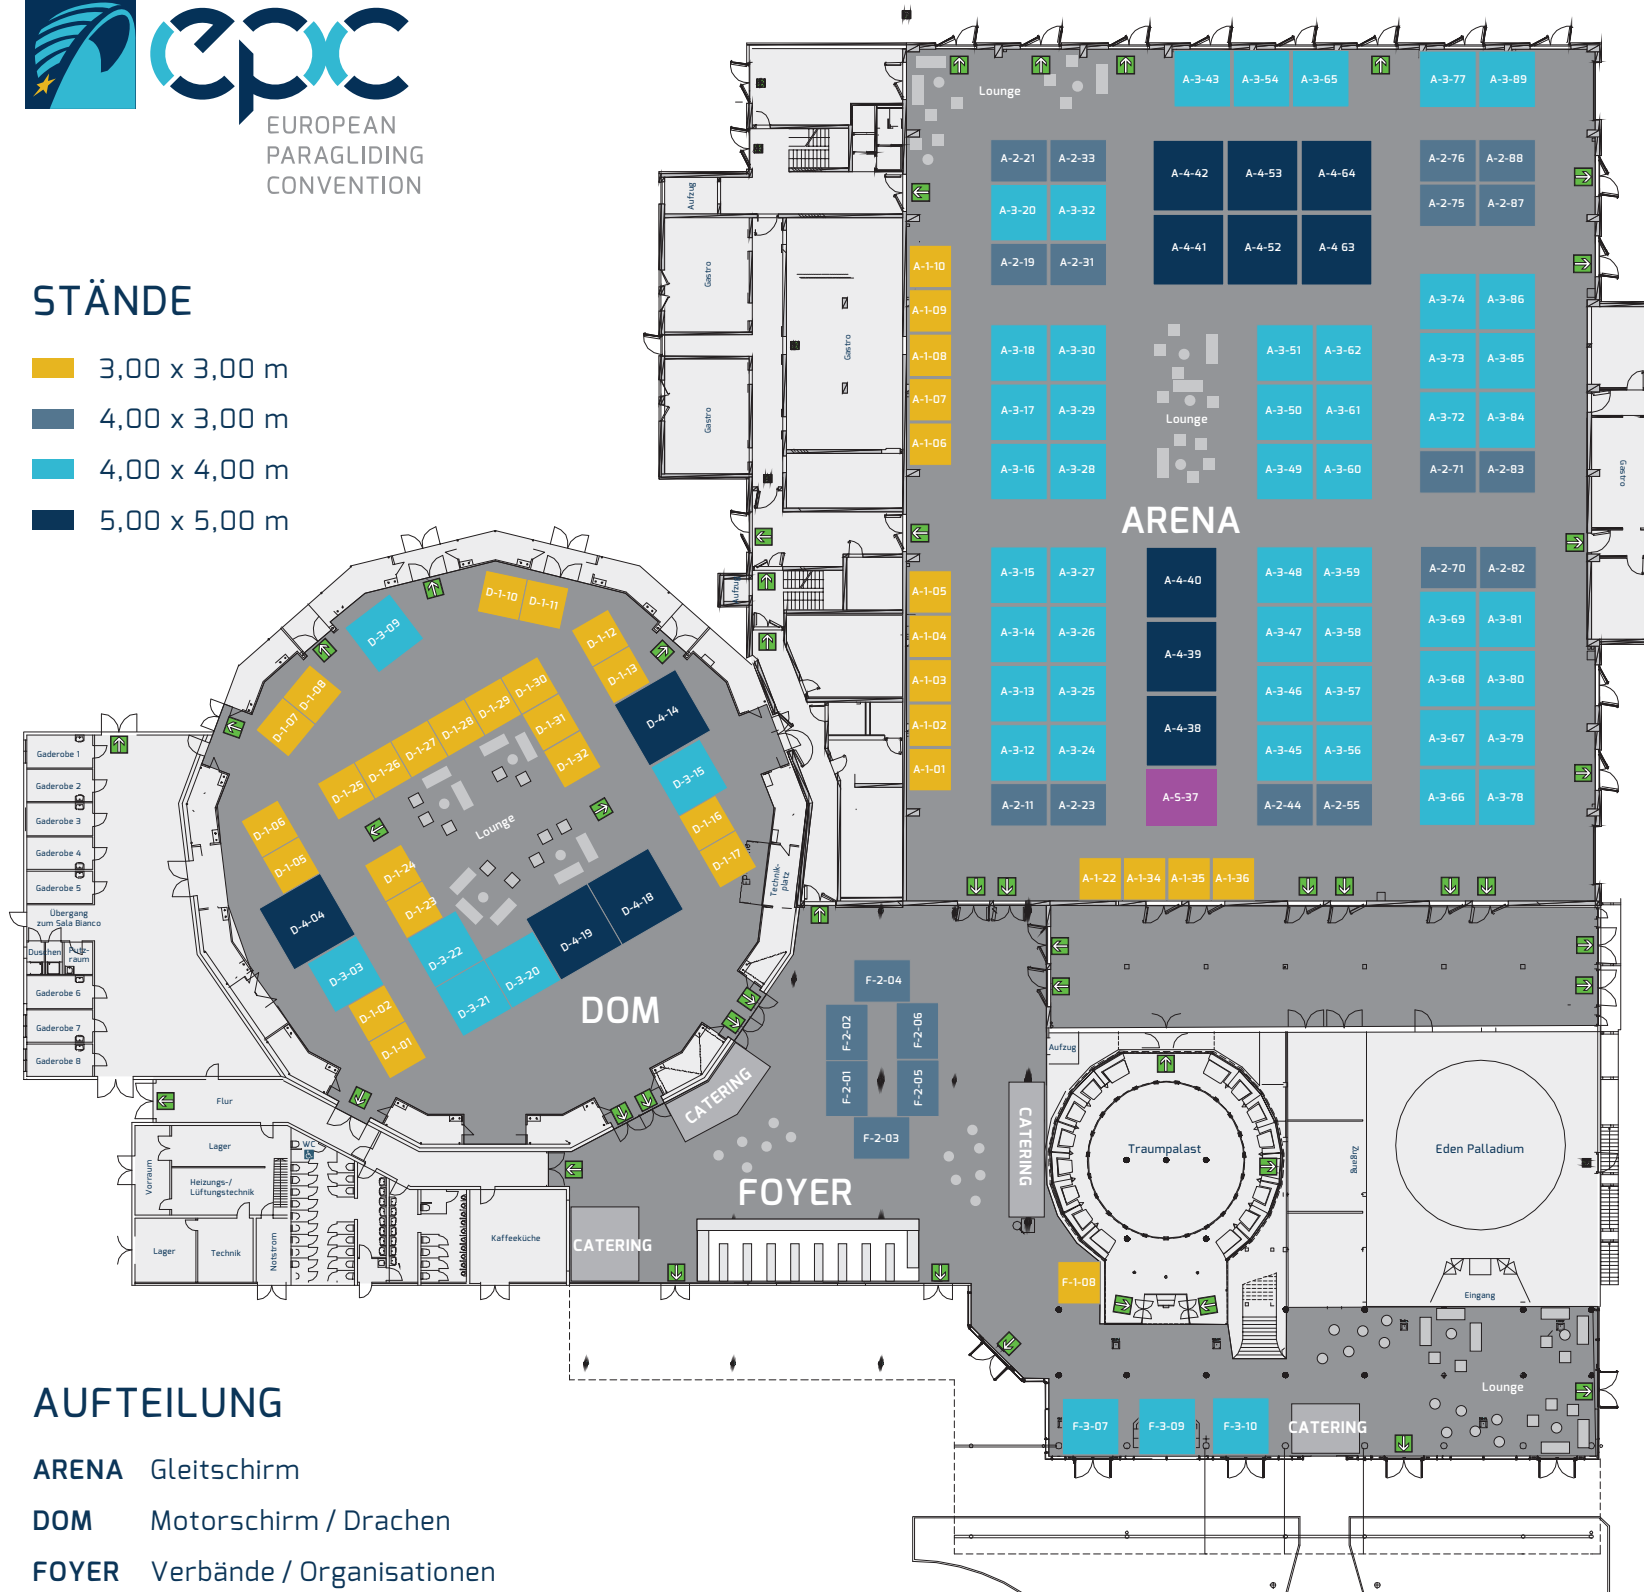 epc
EUROPEAN
PARAGLIDING
CONVENTION
STÄNDE
3,00 x 3,00 m
4,00 x 3,00 m
4,00 x 4,00 m
5,00 x 5,00 m
Lounge
A-3-43 A-3-54 A-3-65 A-3-77 A-3-89
A-2-21 A-2-33 A-4-42 A-4-53 A-4-64 A-2-76 A-2-88
A-3-20 A-3-32 A-2-75 A-2-87
A-2-19 A-2-31 A-4-41 A-4-52 A-4 63
A-1-10
A-1-09
A-1-08
A-1-07
A-1-06
A-3-74 A-3-86
A-3-18 A-3-30 A-3-51 A-3-62 A-3-73 A-3-85
A-3-17 A-3-29 Lounge A-3-50 A-3-61 A-3-72 A-3-84
A-3-16 A-3-28 A-3-49 A-3-60 A-2-71 A-2-83
ARENA
A-3-15 A-3-27 A-4-40 A-3-48 A-3-59 A-2-70 A-2-82
A-1-05
A-1-04
A-1-03
A-1-02
A-1-01
A-3-14 A-3-26 A-4-39 A-3-47 A-3-58 A-3-69 A-3-81
A-3-13 A-3-25 A-3-46 A-3-57 A-3-68 A-3-80
A-3-12 A-3-24 A-4-38 A-3-45 A-3-56 A-3-67 A-3-79
A-2-11 A-2-23 A-5-37 A-2-44 A-2-55 A-3-66 A-3-78
A-1-22 A-1-34 A-1-35 A-1-36
Aufzug
Gastro
Gastro
Gastro
Gastro
Aufzug
D-1-10 D-1-11
D-3-09
D-1-12
D-1-13
D-1-08
D-1-07
D-4-14
D-1-25 D-1-26 D-1-27 D-1-28 D-1-29 D-1-30
D-1-31
D-1-32
D-3-15
D-1-16
D-1-17
D-1-06
D-1-05
Lounge
D-1-24
D-1-23
D-4-04
D-3-03
D-1-02
D-1-01
D-3-22
D-3-21
D-3-20
D-4-19
D-4-18
DOM
Technik-
platz
Gaderobe 1
Gaderobe 2
Gaderobe 3
Gaderobe 4
Gaderobe 5
Übergang
zum Sala Bianco
Duschen
Putz-
raum
Gaderobe 6
Gaderobe 7
Gaderobe 8
Flur
Lager
Vorraum
Heizungs-/
Lüftungstechnik
Lager
Technik
Notstrom
WC
Kaffeeküche
CATERING
CATERING
CATERING
F-2-04
F-2-02 F-2-06
F-2-01 F-2-05
F-2-03
FOYER
Aufzug
Traumpalast
Zugang
Eden Palladium
Eingang
F-1-08
F-3-07 F-3-09 F-3-10
CATERING
Lounge
AUFTEILUNG
ARENA Gleitschirm
DOM Motorschirm / Drachen
FOYER Verbände / Organisationen